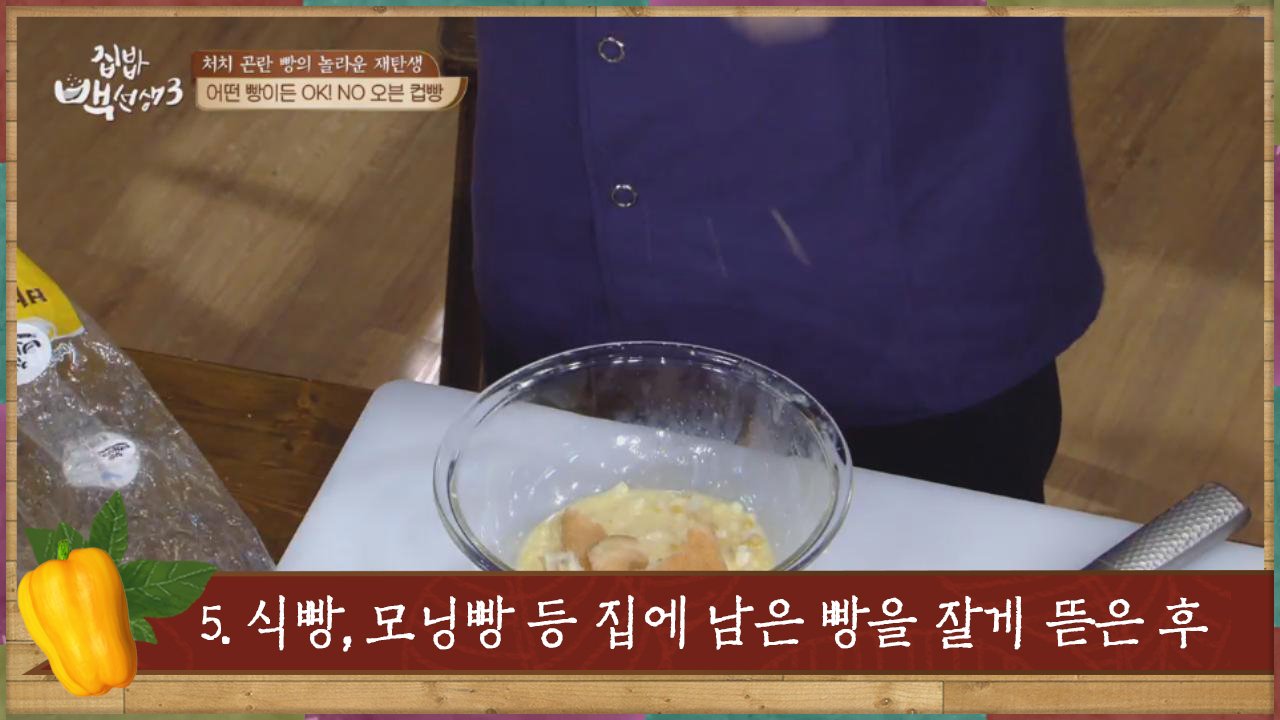 집밥
백선생3
처치 곤란 빵의 놀라운 재탄생
어떤 빵이든 OK! NO 오븐 컵빵
5. 식빵, 모닝빵 등 집에 남은 빵을 잘게 뜯은 후